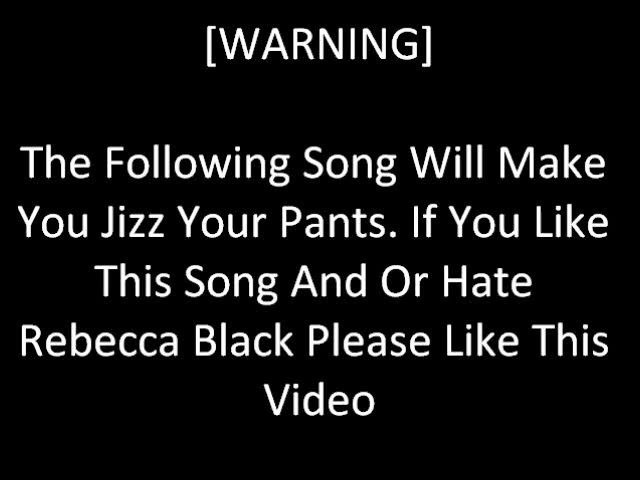 [WARNING]
The Following Song Will Make
You Jizz Your Pants. If You Like
This Song And Or Hate
Rebecca Black Please Like This
Video